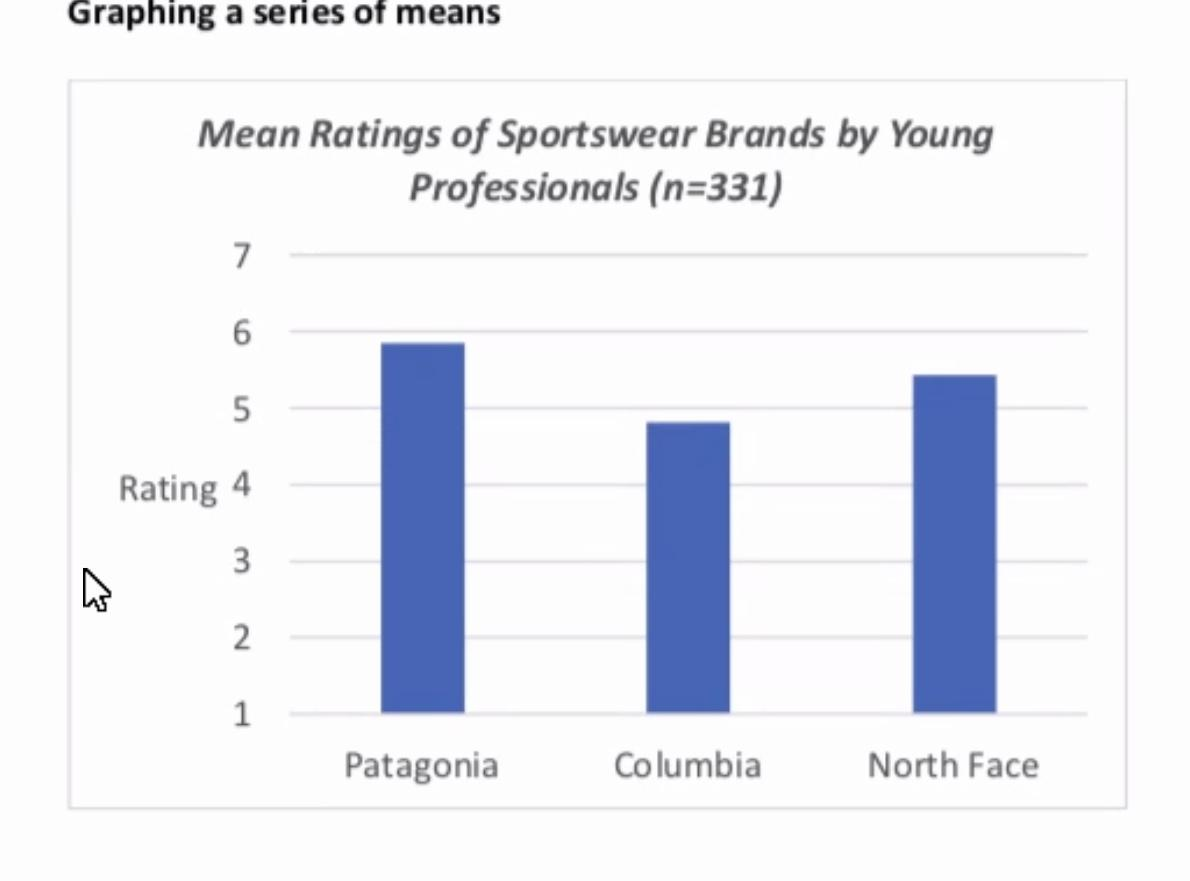 Graphing a series of means
Mean Ratings of Sportswear Brands by Young
Professionals (n=331)
7
6
5
Rating 4
3
2
1
Patagonia Columbia North Face